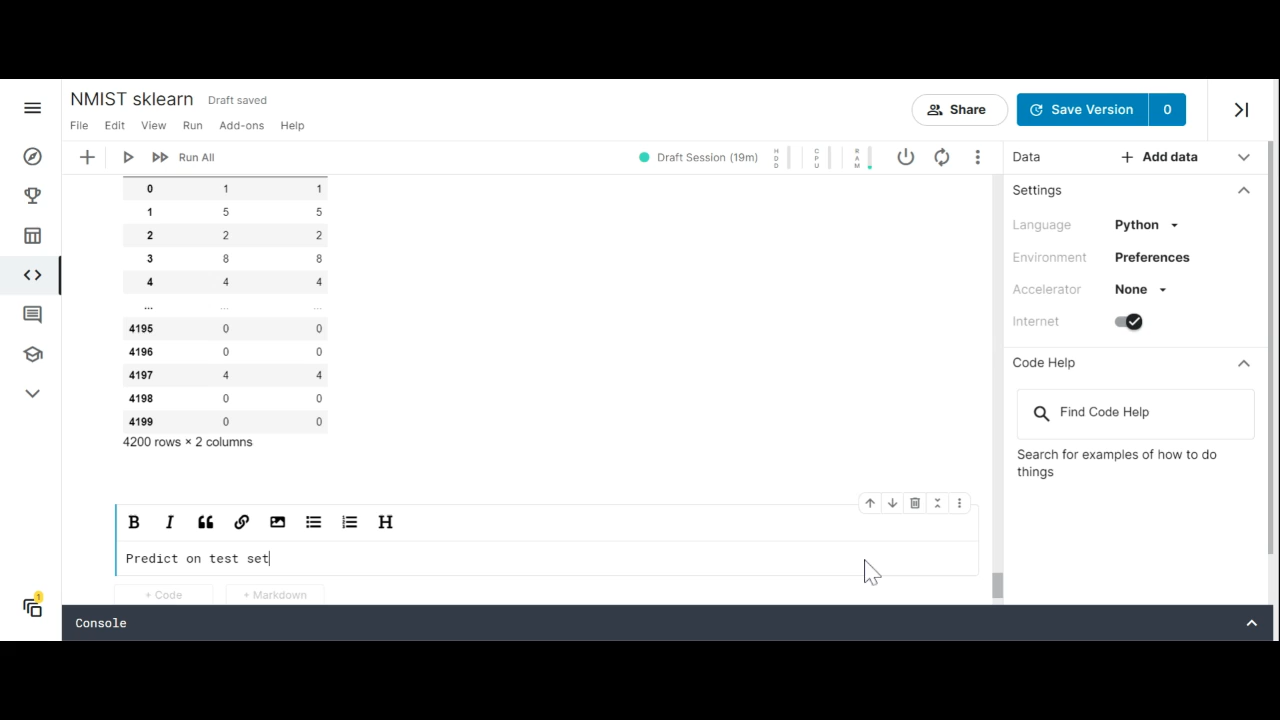 NMIST sklearn Draft saved
Share
Save Version 0
File Edit View Run Add-ons Help
Run All
Draft Session (19m)
HDD
CPU
RAM
Data
Add data
0 1 1
1 5 5
2 2 2
3 8 8
4 4 4
... ... ...
4195 0 0
4196 0 0
4197 4 4
4198 0 0
4199 0 0
4200 rows × 2 columns
B I H
Predict on test set
+ Code + Markdown
Console
Settings
Language Python
Environment Preferences
Accelerator None
Internet
Code Help
Find Code Help
Search for examples of how to do
things
1